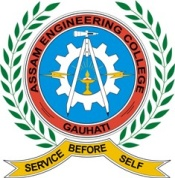 ASSAM ENGINEERING COLLEGE
GAUHATI
SERVICE BEFORE SELF